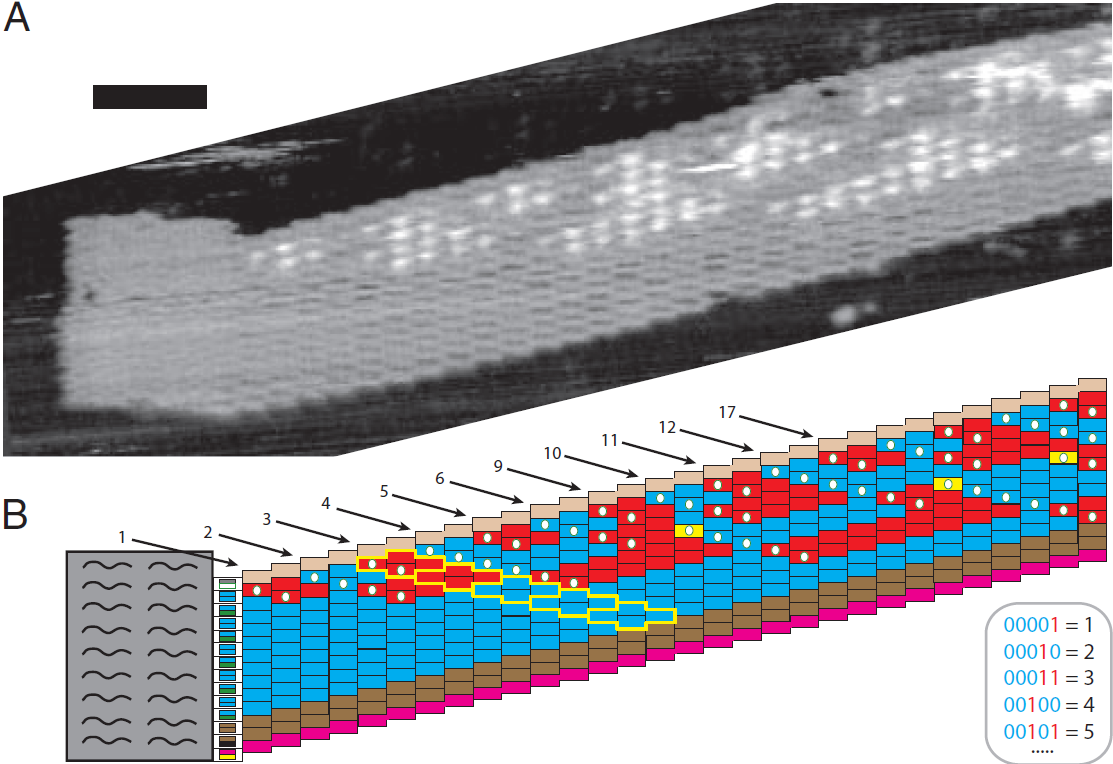 A
B
1
2
3
4
5
6
9
10
11
12
17
00001 = 1
00010 = 2
00011 = 3
00100 = 4
00101 = 5
.....